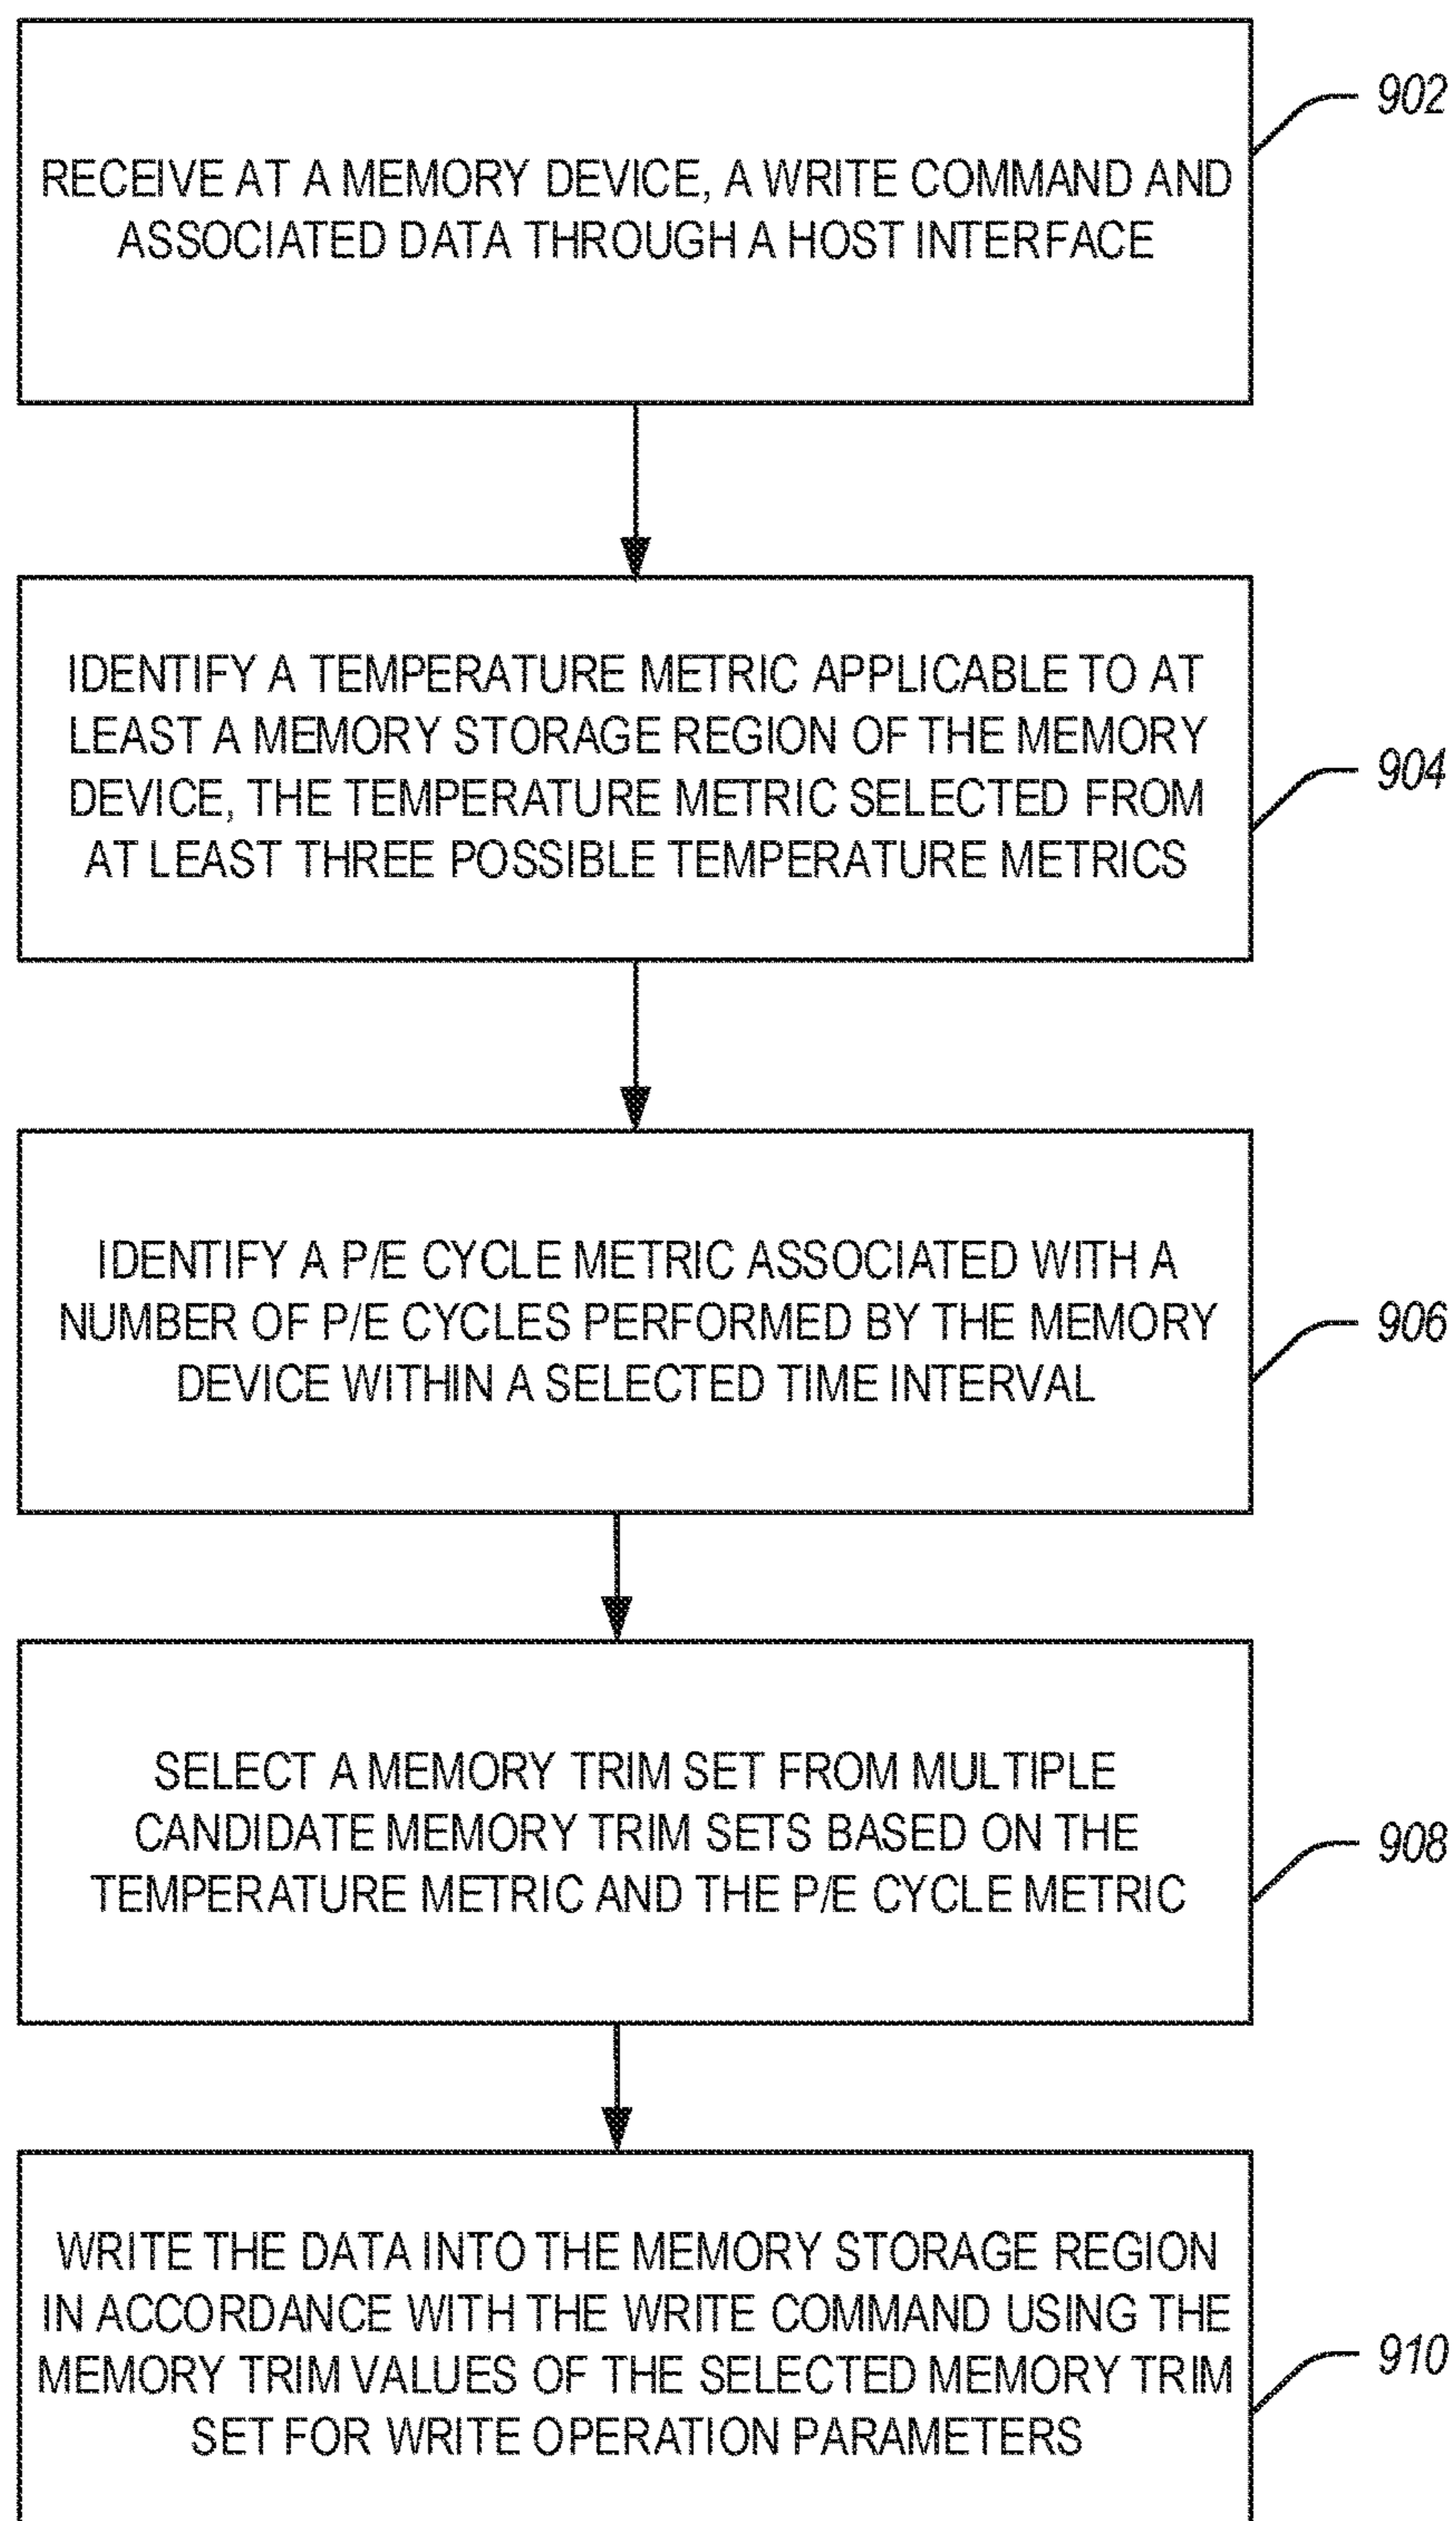 RECEIVE AT A MEMORY DEVICE, A WRITE COMMAND AND
ASSOCIATED DATA THROUGH A HOST INTERFACE
902
IDENTIFY A TEMPERATURE METRIC APPLICABLE TO AT
LEAST A MEMORY STORAGE REGION OF THE MEMORY
DEVICE, THE TEMPERATURE METRIC SELECTED FROM
AT LEAST THREE POSSIBLE TEMPERATURE METRICS
904
IDENTIFY A P/E CYCLE METRIC ASSOCIATED WITH A
NUMBER OF P/E CYCLES PERFORMED BY THE MEMORY
DEVICE WITHIN A SELECTED TIME INTERVAL
906
SELECT A MEMORY TRIM SET FROM MULTIPLE
CANDIDATE MEMORY TRIM SETS BASED ON THE
TEMPERATURE METRIC AND THE P/E CYCLE METRIC
908
WRITE THE DATA INTO THE MEMORY STORAGE REGION
IN ACCORDANCE WITH THE WRITE COMMAND USING THE
MEMORY TRIM VALUES OF THE SELECTED MEMORY TRIM
SET FOR WRITE OPERATION PARAMETERS
910